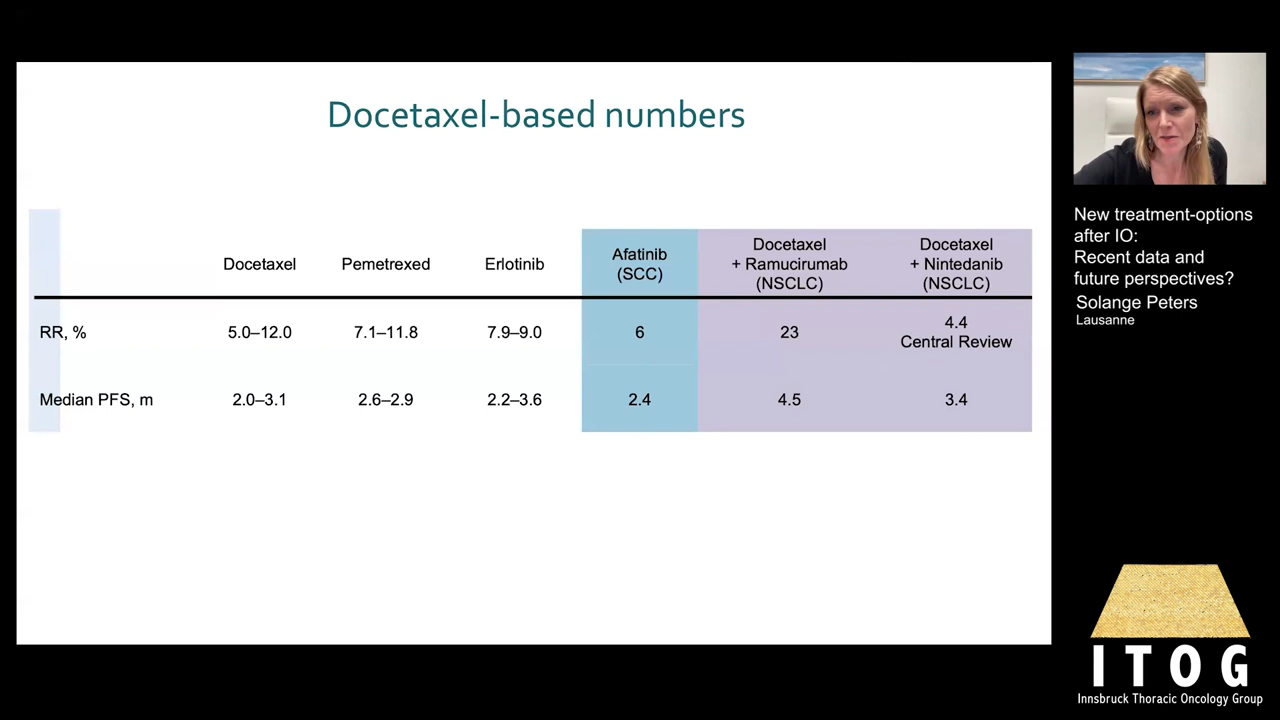 Docetaxel-based numbers
Docetaxel
Pemetrexed
Erlotinib
Afatinib
(SCC)
Docetaxel
+ Ramucirumab
(NSCLC)
Docetaxel
+ Nintedanib
(NSCLC)
RR, %
5.0–12.0
7.1–11.8
7.9–9.0
6
23
4.4
Central Review
Median PFS, m
2.0–3.1
2.6–2.9
2.2–3.6
2.4
4.5
3.4
New treatment-options
after IO:
Recent data and
future perspectives?
Solange Peters
Lausanne
ITOG
Innsbruck Thoracic Oncology Group